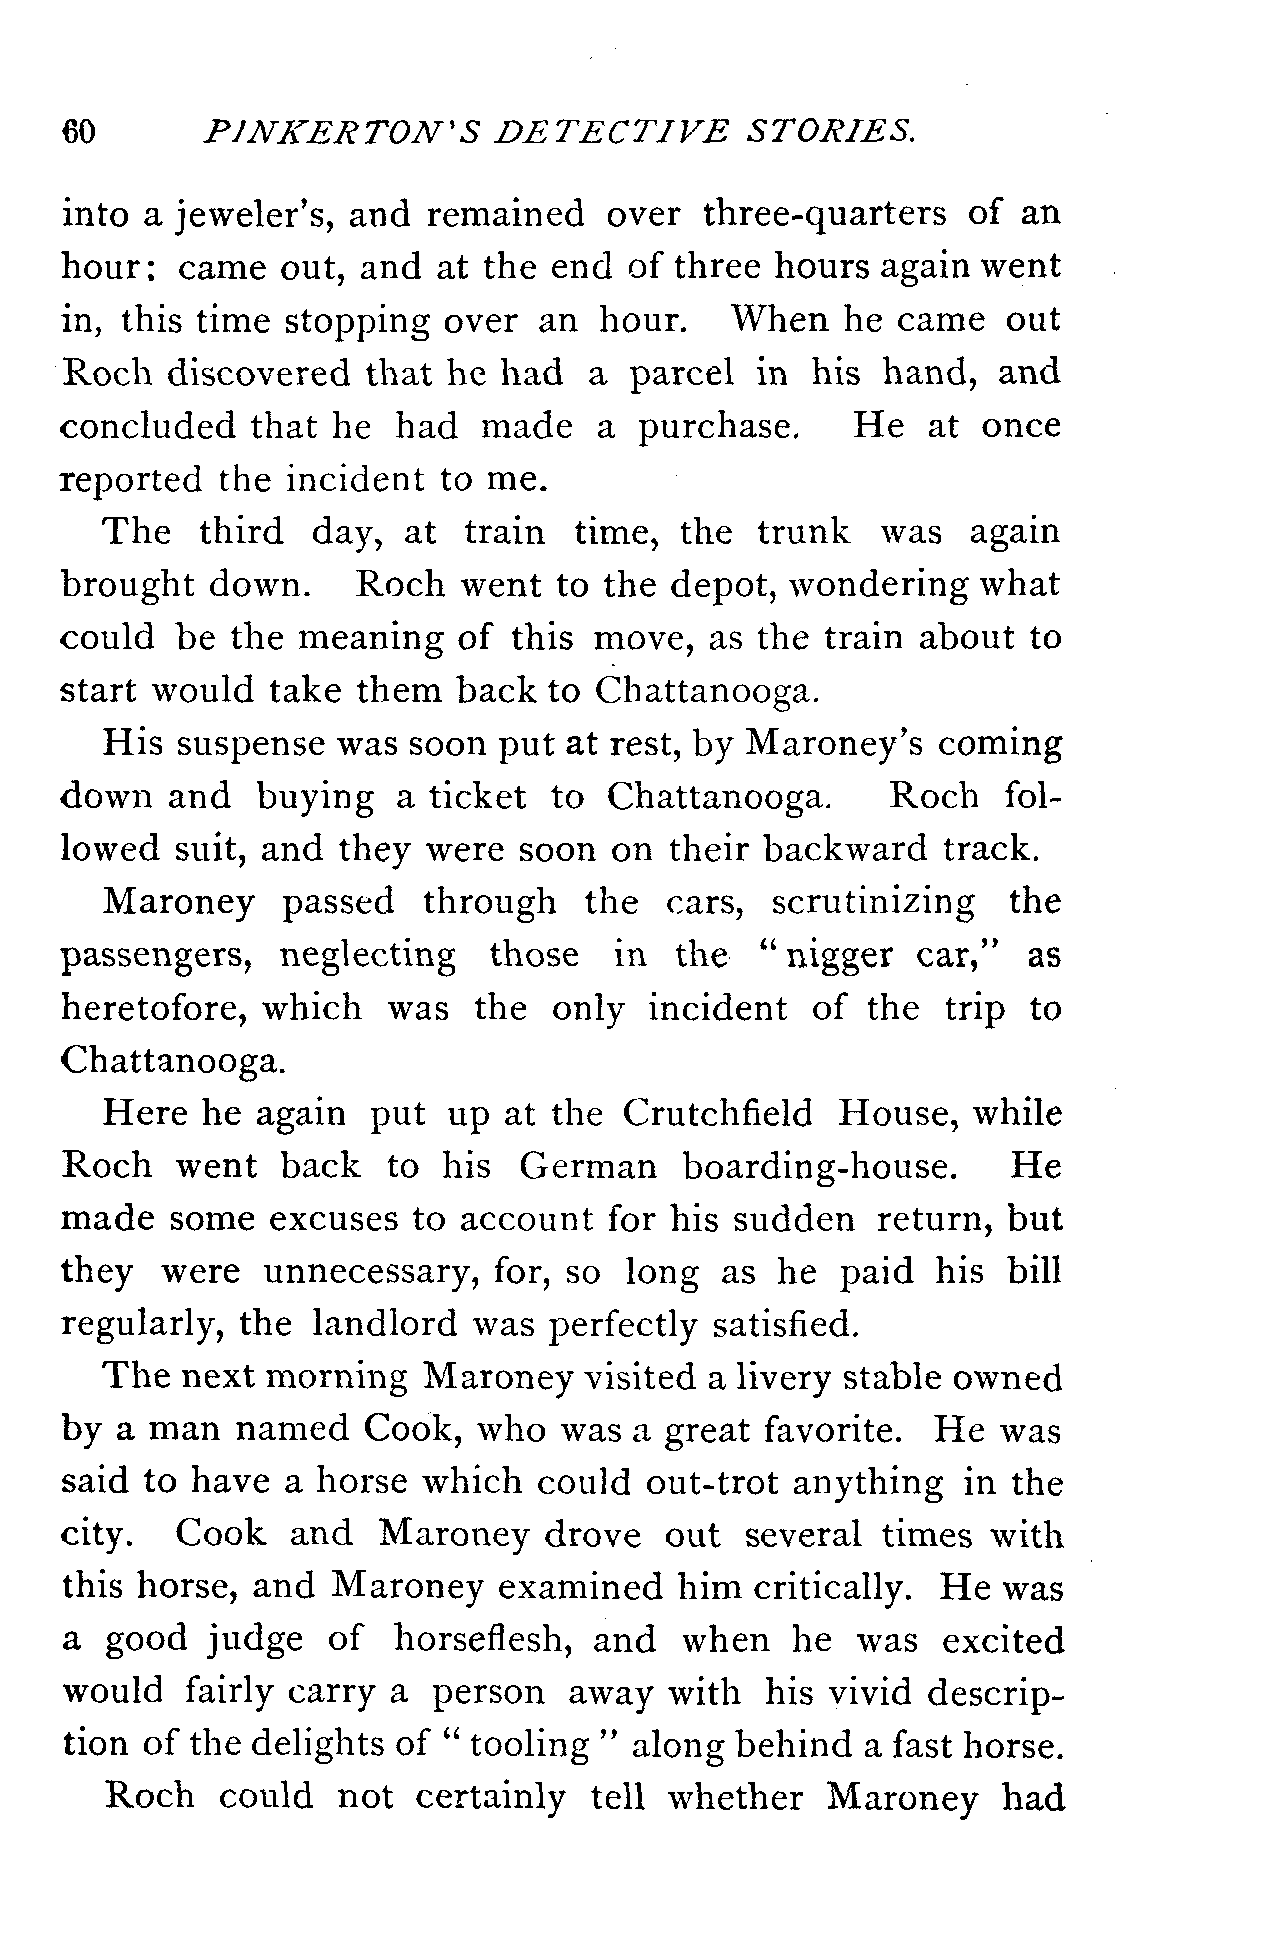 60 PINKERTON'S DETECTIVE STORIES.
into a jeweler's, and remained over three-quarters of an
hour: came out, and at the end of three hours again went
in, this time stopping over an hour. When he came out
Roch discovered that he had a parcel in his hand, and
concluded that he had made a purchase. He at once
reported the incident to me.
The third day, at train time, the trunk was again
brought down. Roch went to the depot, wondering what
could be the meaning of this move, as the train about to
start would take them back to Chattanooga.
His suspense was soon put at rest, by Maroney's coming
down and buying a ticket to Chattanooga. Roch fol-
lowed suit, and they were soon on their backward track.
Maroney passed through the cars, scrutinizing the
passengers, neglecting those in the "nigger car," as
heretofore, which was the only incident of the trip to
Chattanooga.
Here he again put up at the Crutchfield House, while
Roch went back to his German boarding-house. He
made some excuses to account for his sudden return, but
they were unnecessary, for, so long as he paid his bill
regularly, the landlord was perfectly satisfied.
The next morning Maroney visited a livery stable owned
by a man named Cook, who was a great favorite. He was
said to have a horse which could out-trot anything in the
city. Cook and Maroney drove out several times with
this horse, and Maroney examined him critically. He was
a good judge of horseflesh, and when he was excited
would fairly carry a person away with his vivid descrip-
tion of the delights of "tooling" along behind a fast horse.
Roch could not certainly tell whether Maroney had